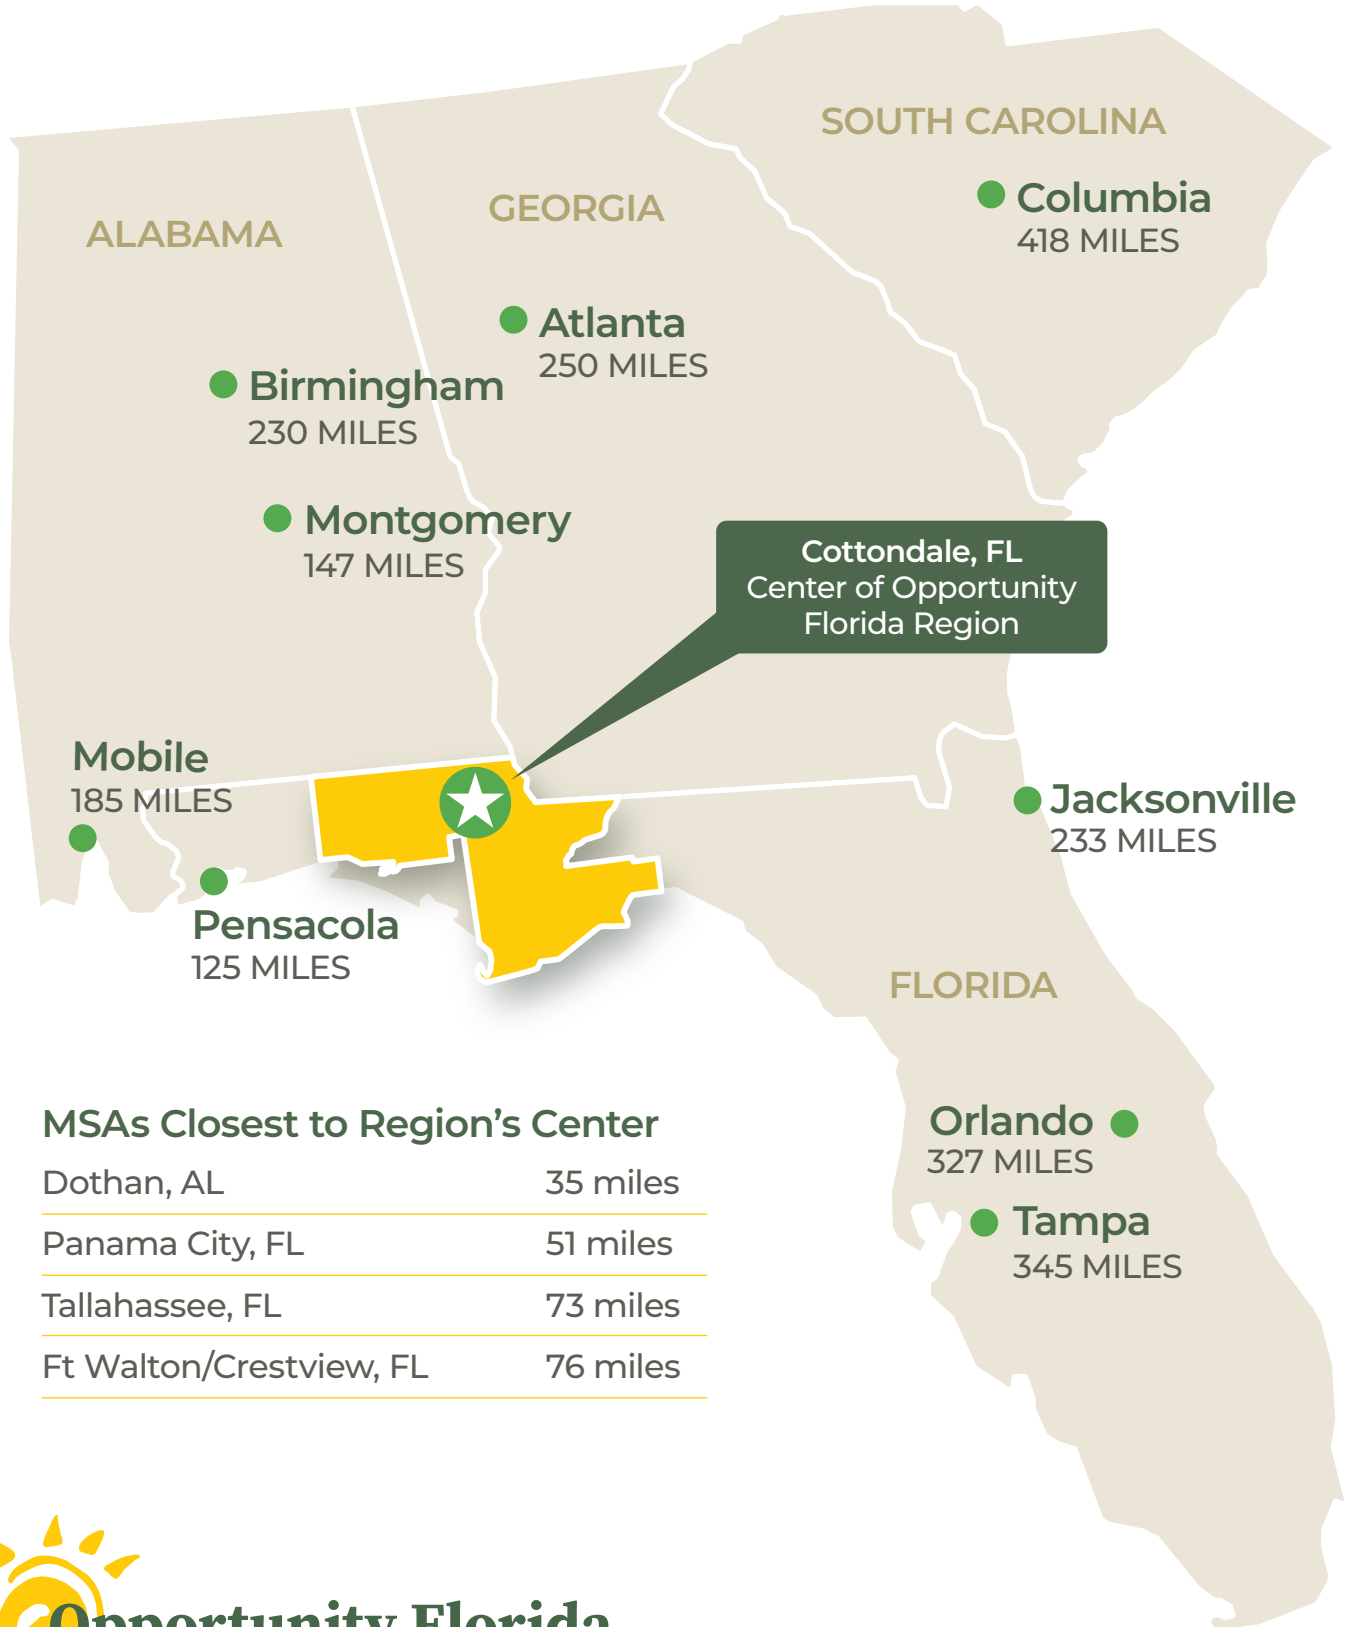 SOUTH CAROLINA
Columbia
418 MILES
GEORGIA
ALABAMA
Atlanta
250 MILES
Birmingham
230 MILES
Montgomery
147 MILES
Cottondale, FL
Center of Opportunity
Florida Region
Mobile
185 MILES
Jacksonville
233 MILES
Pensacola
125 MILES
FLORIDA
Orlando
327 MILES
Tampa
345 MILES
MSAs Closest to Region’s Center
Dothan, AL 35 miles
Panama City, FL 51 miles
Tallahassee, FL 73 miles
Ft Walton/Crestview, FL 76 miles
Opportunity Florida